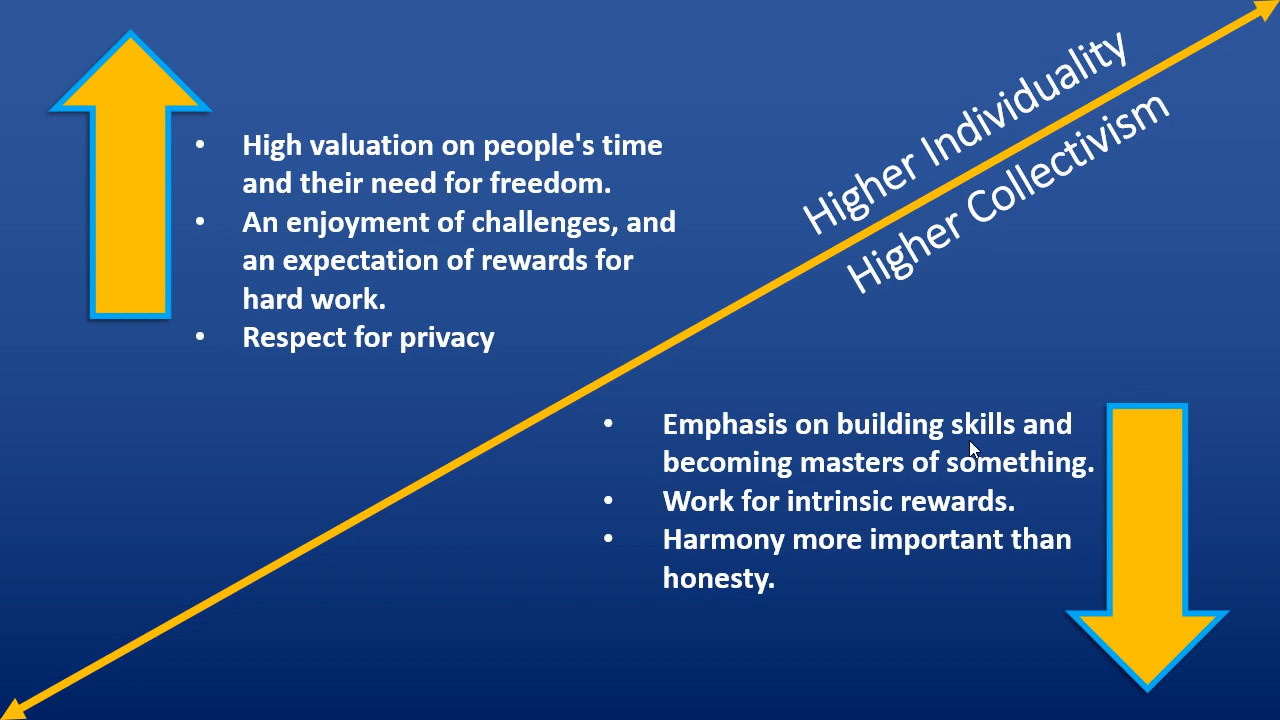 Higher Individuality
Higher Collectivism
• High valuation on people's time
and their need for freedom.
• An enjoyment of challenges, and
an expectation of rewards for
hard work.
• Respect for privacy
• Emphasis on building skills and
becoming masters of something.
• Work for intrinsic rewards.
• Harmony more important than
honesty.